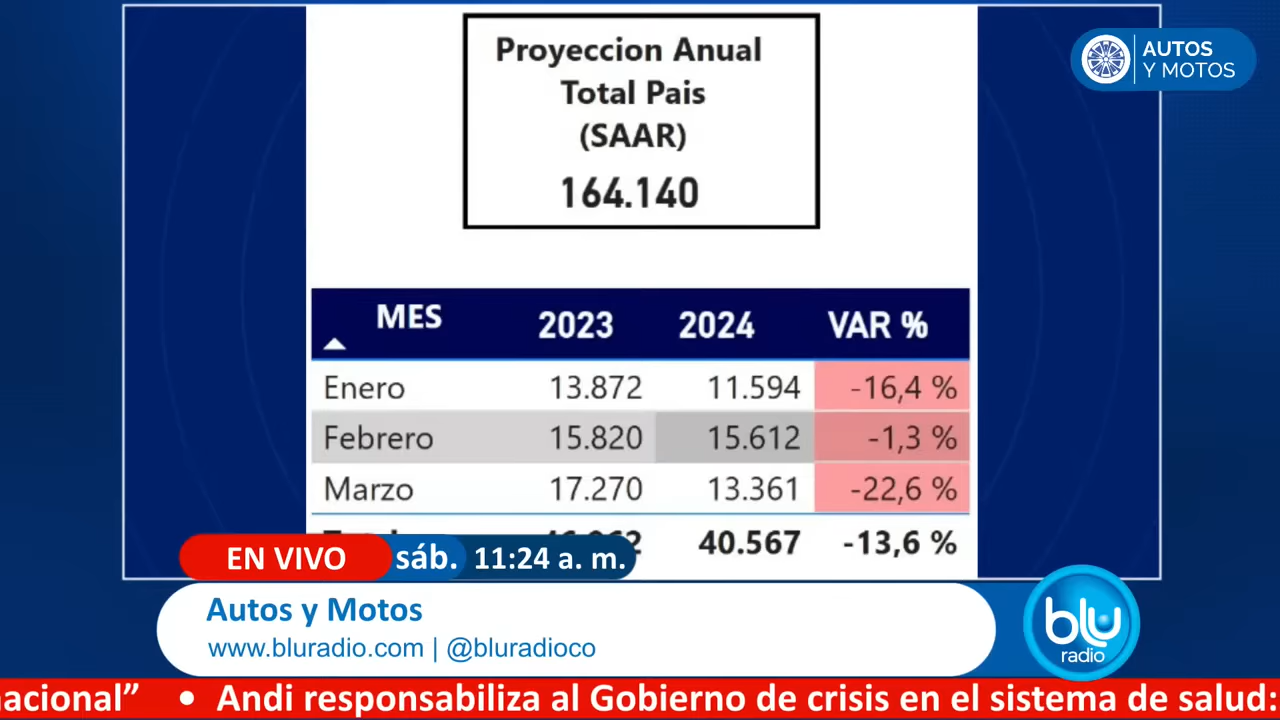 Proyeccion Anual
Total Pais
(SAAR)
164.140
AUTOS
Y MOTOS
MES 2023 2024 VAR %
Enero 13.872 11.594 -16,4 %
Febrero 15.820 15.612 -1,3 %
Marzo 17.270 13.361 -22,6 %
40.567 -13,6 %
EN VIVO sáb. 11:24 a. m.
Autos y Motos
www.bluradio.com | @bluradioco
blu
radio
nacional” • Andi responsabiliza al Gobierno de crisis en el sistema de salud: